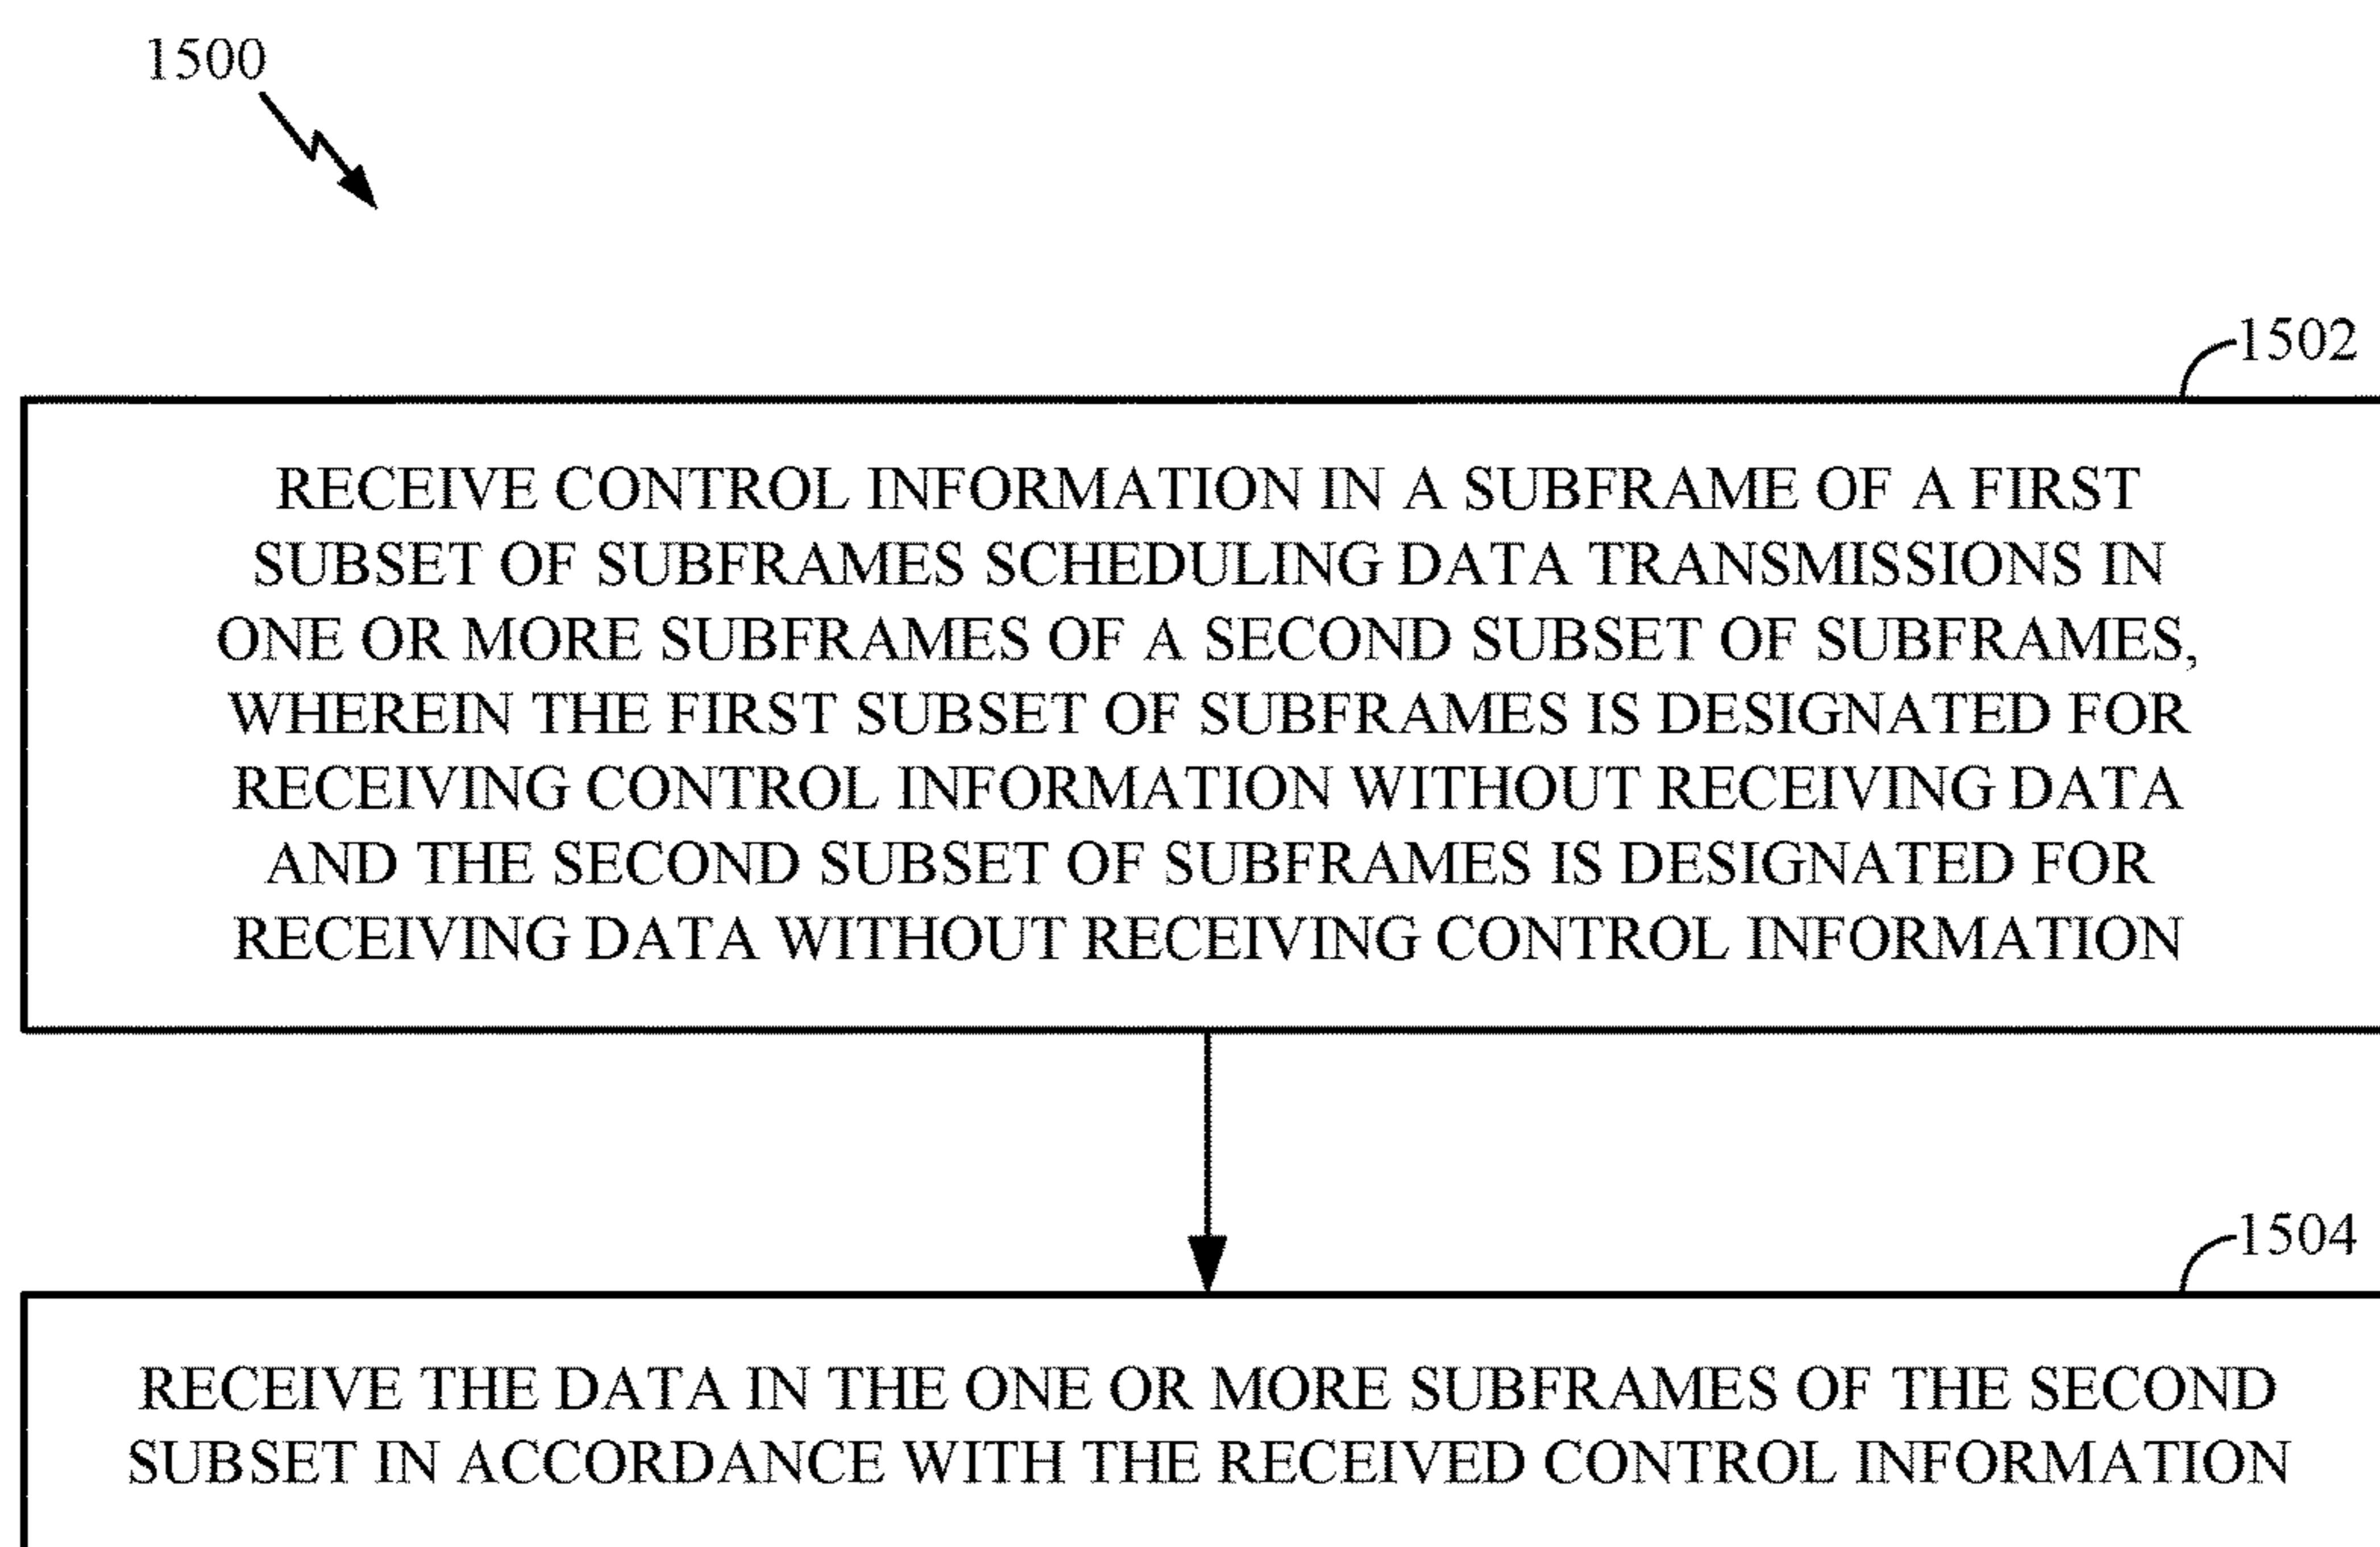 1500
1502
RECEIVE CONTROL INFORMATION IN A SUBFRAME OF A FIRST
SUBSET OF SUBFRAMES SCHEDULING DATA TRANSMISSIONS IN
ONE OR MORE SUBFRAMES OF A SECOND SUBSET OF SUBFRAMES,
WHEREIN THE FIRST SUBSET OF SUBFRAMES IS DESIGNATED FOR
RECEIVING CONTROL INFORMATION WITHOUT RECEIVING DATA
AND THE SECOND SUBSET OF SUBFRAMES IS DESIGNATED FOR
RECEIVING DATA WITHOUT RECEIVING CONTROL INFORMATION
1504
RECEIVE THE DATA IN THE ONE OR MORE SUBFRAMES OF THE SECOND
SUBSET IN ACCORDANCE WITH THE RECEIVED CONTROL INFORMATION